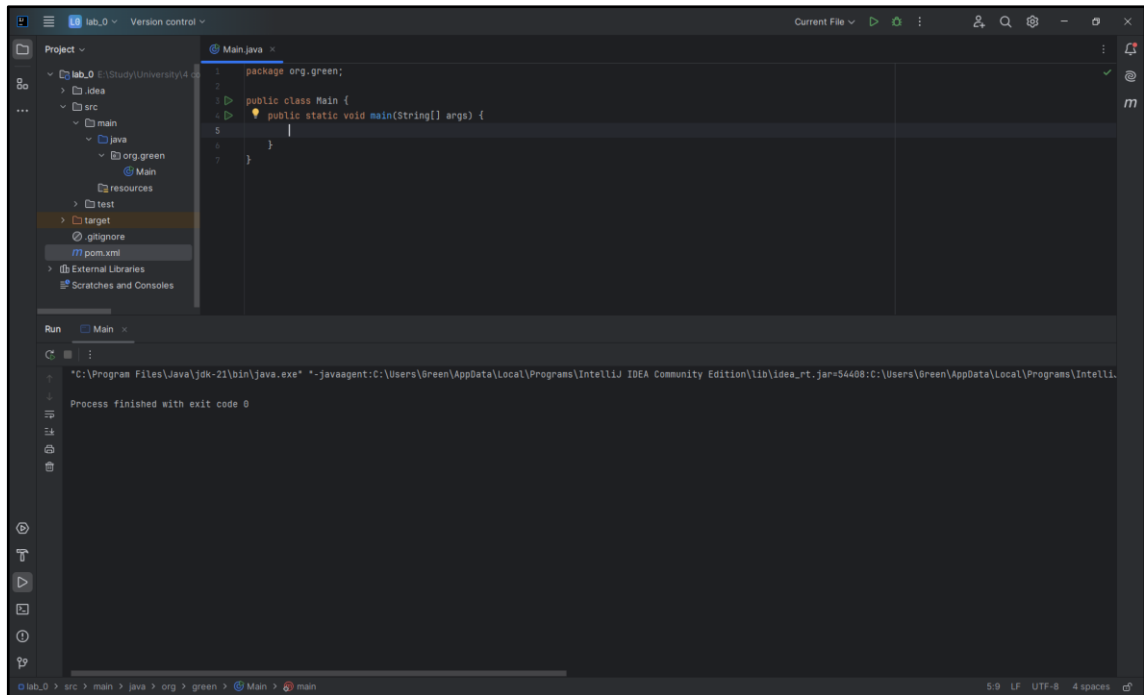 L0 lab_0 Version control Current File
Project
Main.java
lab_0 E:\Study\University\4
.idea
src
main
java
org.green
Main
resources
test
target
.gitignore
pom.xml
External Libraries
Scratches and Consoles
1 package org.green;
2
3 public class Main {
4 public static void main(String[] args) {
5
6 }
7 }
Run Main
"C:\Program Files\Java\jdk-21\bin\java.exe" "-javaagent:C:\Users\Green\AppData\Local\Programs\IntelliJ IDEA Community Edition\lib\idea_rt.jar=54408:C:\Users\Green\AppData\Local\Programs\Intelli
Process finished with exit code 0
lab_0 > src > main > java > org > green > Main > main 5:9 LF UTF-8 4 spaces